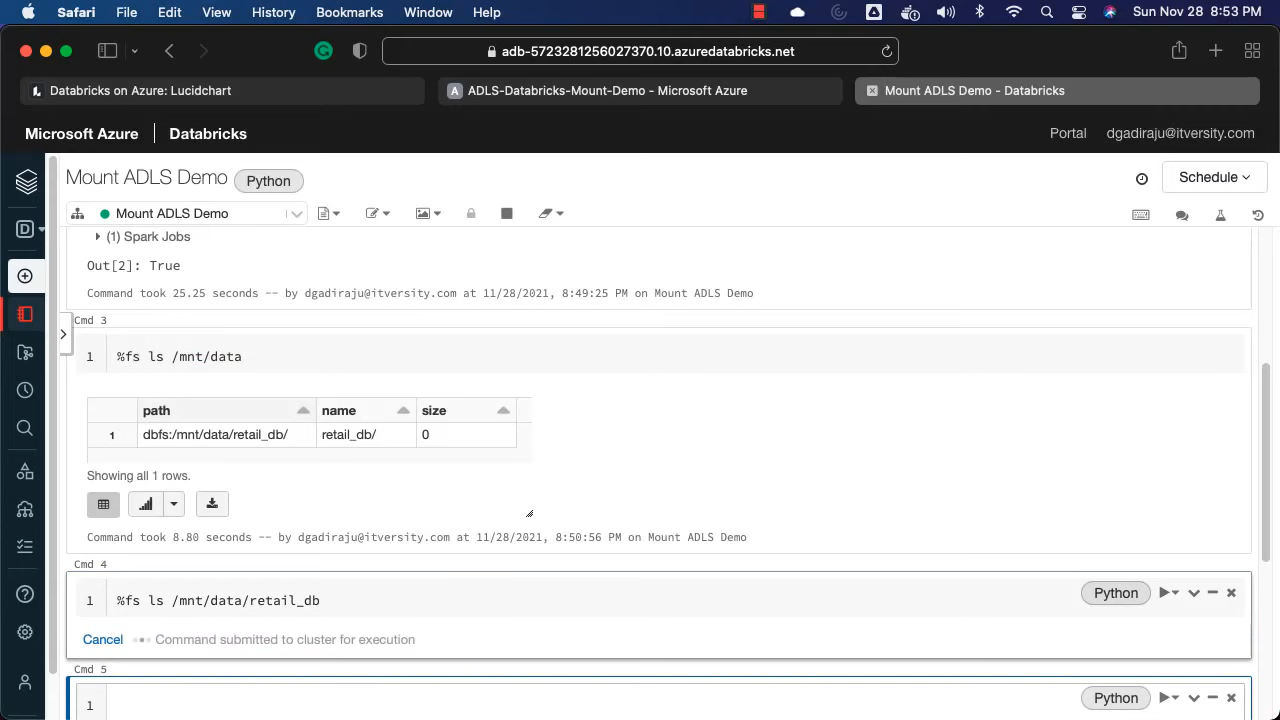 Safari File Edit View History Bookmarks Window Help Sun Nov 28 8:53 PM
adb-5723281256027370.10.azuredatabricks.net
Databricks on Azure: Lucidchart ADLS-Databricks-Mount-Demo - Microsoft Azure Mount ADLS Demo - Databricks
Microsoft Azure Databricks Portal dgadiraju@itversity.com
Mount ADLS Demo Python Schedule
Mount ADLS Demo
(1) Spark Jobs
Out[2]: True
Command took 25.25 seconds -- by dgadiraju@itversity.com at 11/28/2021, 8:49:25 PM on Mount ADLS Demo
Cmd 3
1 %fs ls /mnt/data
path name size
1 dbfs:/mnt/data/retail_db/ retail_db/ 0
Showing all 1 rows.
Command took 8.80 seconds -- by dgadiraju@itversity.com at 11/28/2021, 8:50:56 PM on Mount ADLS Demo
Cmd 4
1 %fs ls /mnt/data/retail_db Python
Cancel Command submitted to cluster for execution
Cmd 5
1 Python